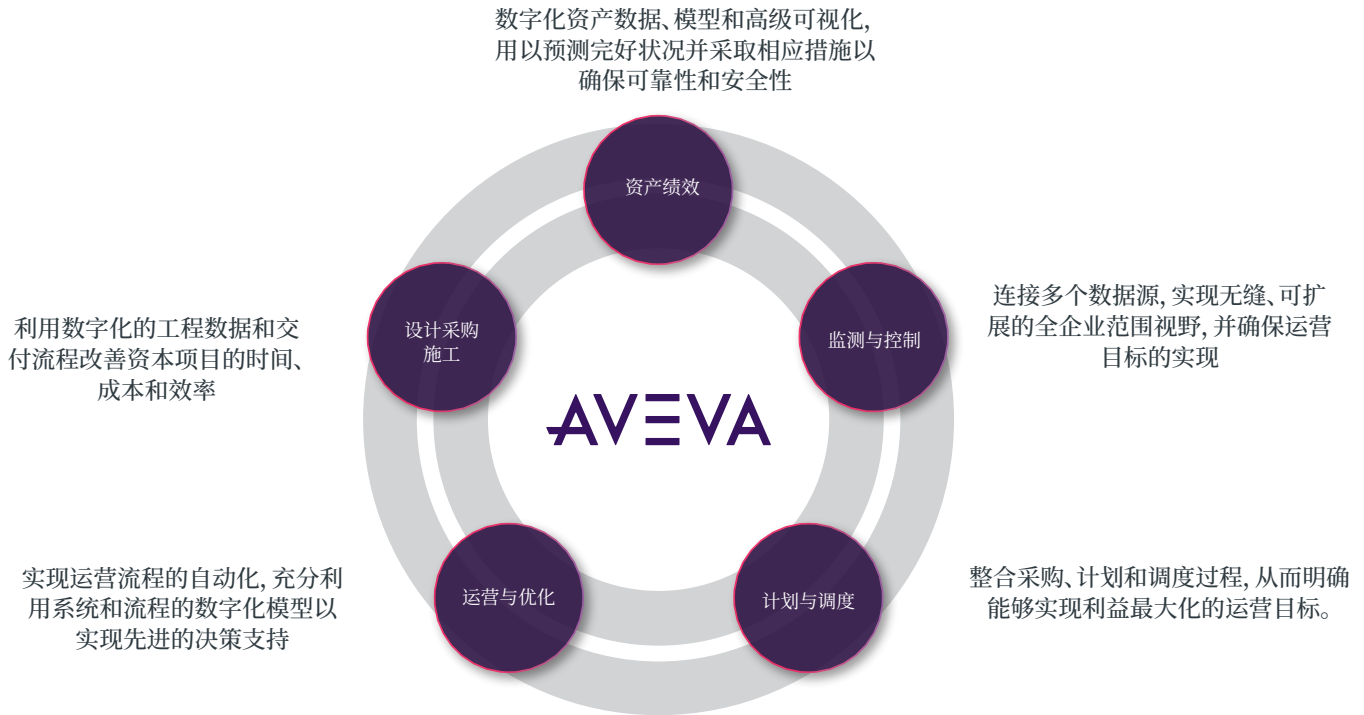 数字化资产数据、模型和高级可视化,
用以预测完好状况并采取相应措施以
确保可靠性和安全性
资产绩效
设计采购
施工
利用数字化的工程数据和交
付流程改善资本项目的时间、
成本和效率
监测与控制
连接多个数据源, 实现无缝、可扩
展的全企业范围视野, 并确保运营
目标的实现
AVEVA
运营与优化
实现运营流程的自动化, 充分利
用系统和流程的数字化模型以
实现先进的决策支持
计划与调度
整合采购、计划和调度过程, 从而明确
能够实现利益最大化的运营目标。